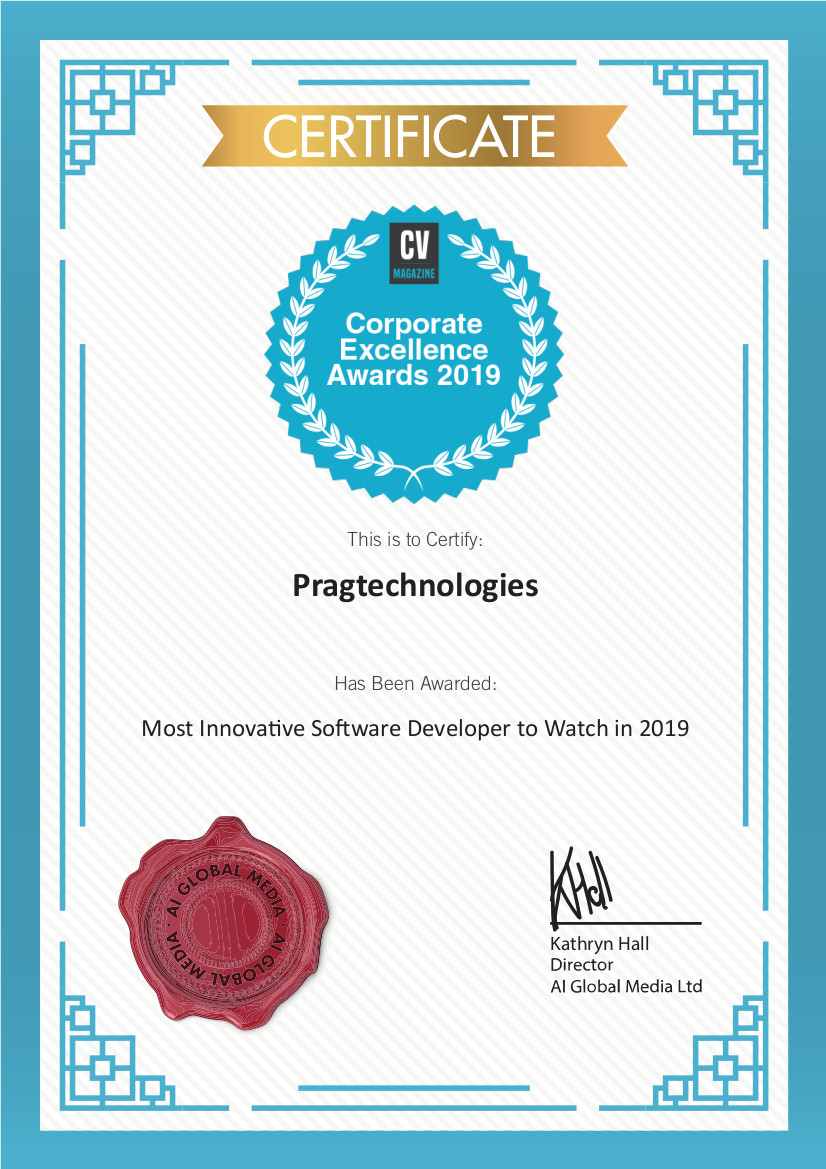 CERTIFICATE
CV
MAGAZINE
Corporate
Excellence
Awards 2019
This is to Certify:
Pragtechnologies
Has Been Awarded:
Most Innovative Software Developer to Watch in 2019
AI GLOBAL MEDIA · AI GLOBAL MEDIA ·
KHall
Kathryn Hall
Director
AI Global Media Ltd